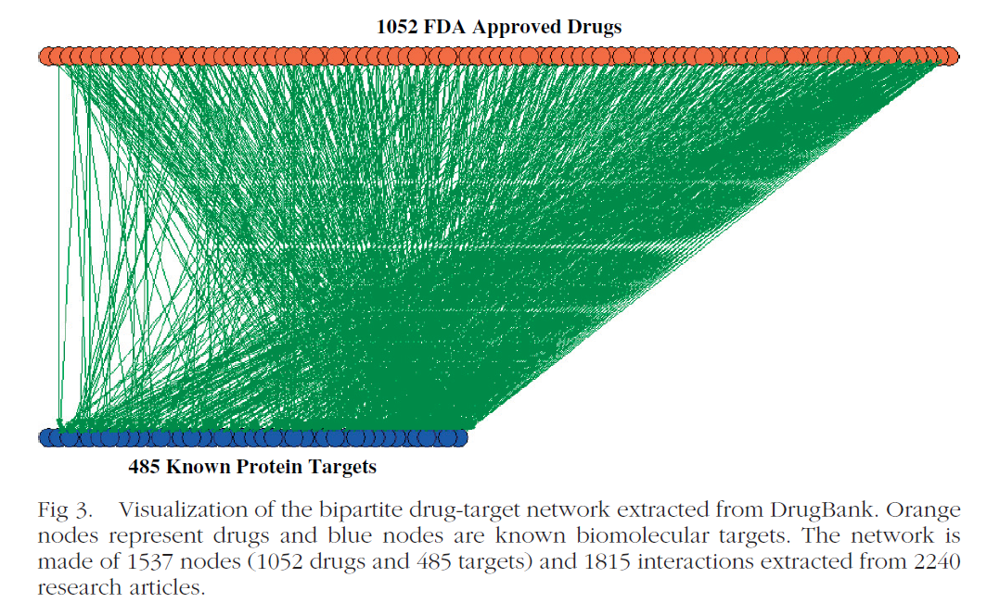 1052 FDA Approved Drugs
485 Known Protein Targets
Fig 3. Visualization of the bipartite drug-target network extracted from DrugBank. Orange
nodes represent drugs and blue nodes are known biomolecular targets. The network is
made of 1537 nodes (1052 drugs and 485 targets) and 1815 interactions extracted from 2240
research articles.